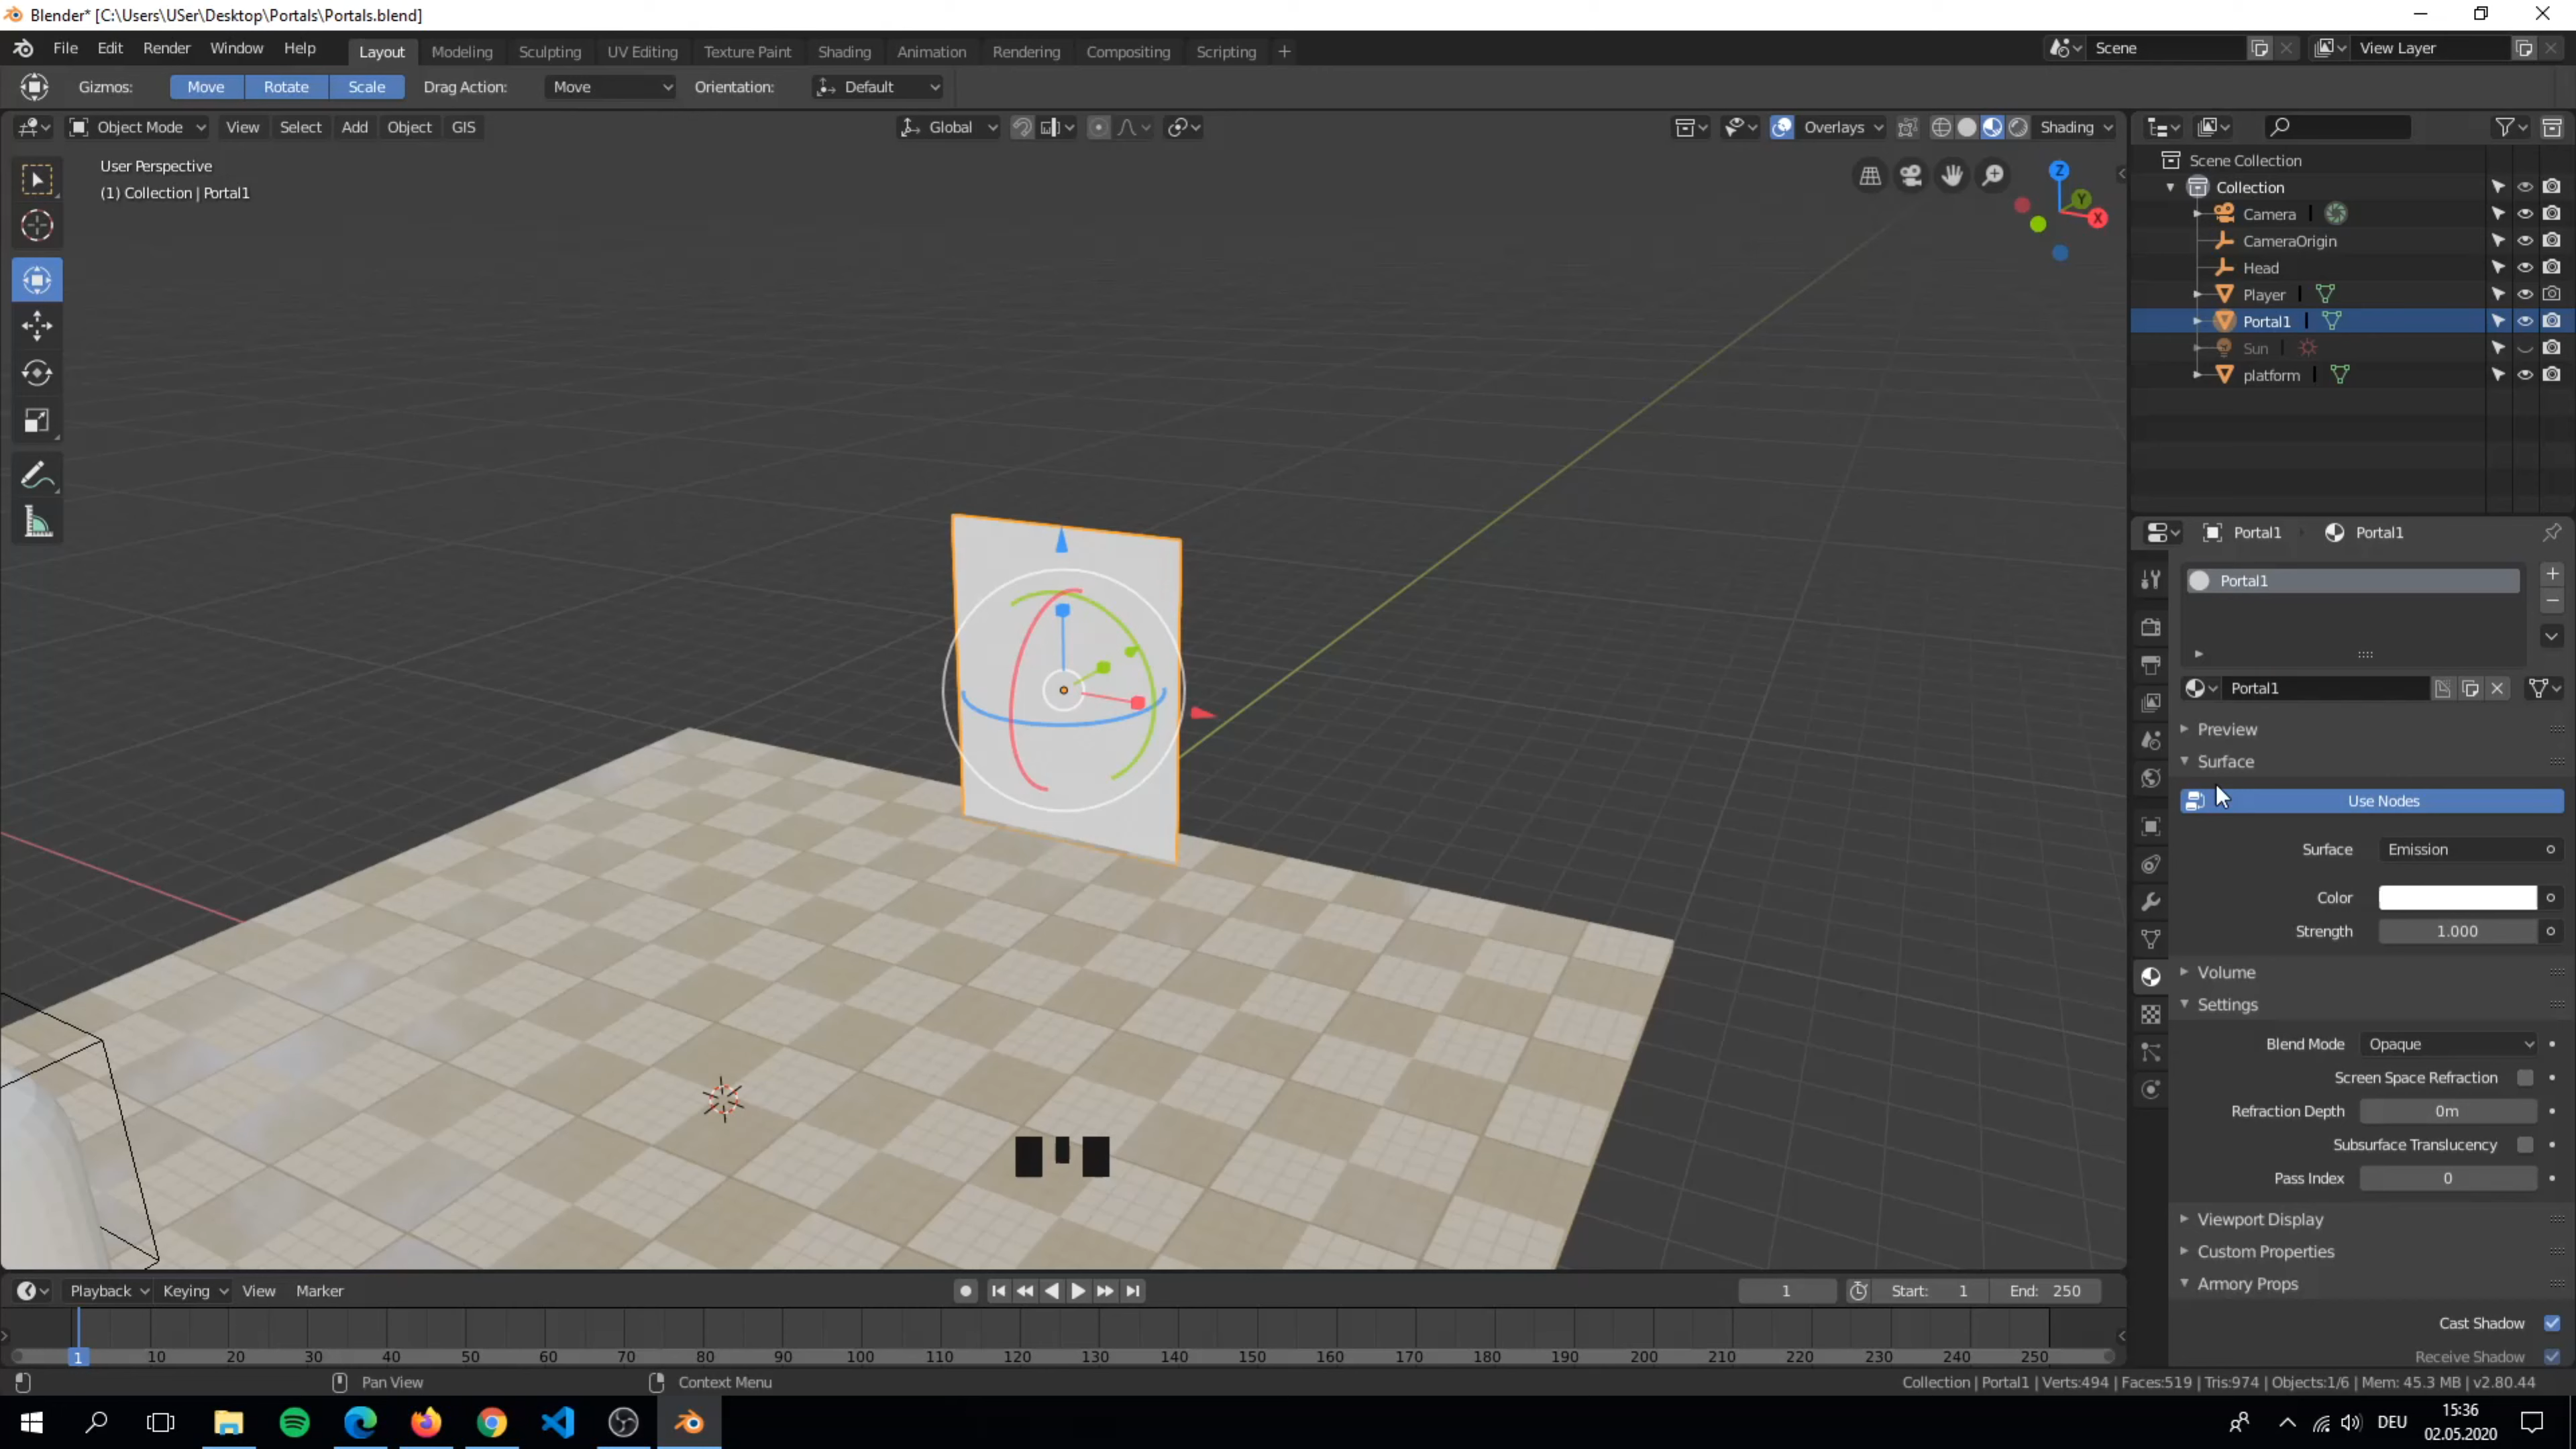 Blender* [C:\Users\USer\Desktop\Portals\Portals.blend]
File Edit Render Window Help Layout Modeling Sculpting UV Editing Texture Paint Shading Animation Rendering Compositing Scripting + Scene View Layer
Gizmos: Move Rotate Scale Drag Action: Move Orientation: Default
Object Mode View Select Add Object GIS Global Overlays Shading
User Perspective
(1) Collection | Portal1
Z
Y
X
Scene Collection
Collection
Camera
CameraOrigin
Head
Player
Portal1
Sun
platform
Portal1 Portal1
Portal1
Portal1
Preview
Surface
Use Nodes
Surface Emission
Color
Strength 1.000
Volume
Settings
Blend Mode Opaque
Screen Space Refraction
Refraction Depth 0m
Subsurface Translucency
Pass Index 0
Viewport Display
Custom Properties
Armory Props
Cast Shadow
Receive Shadow
Playback Keying View Marker 1 Start: 1 End: 250
1 10 20 30 40 50 60 70 80 90 100 110 120 130 140 150 160 170 180 190 200 210 220 230 240 250
Pan View Context Menu Collection | Portal1 | Verts:494 | Faces:519 | Tris:974 | Objects:1/6 | Mem: 45.3 MB | v2.80.44
DEU 15:36
02.05.2020